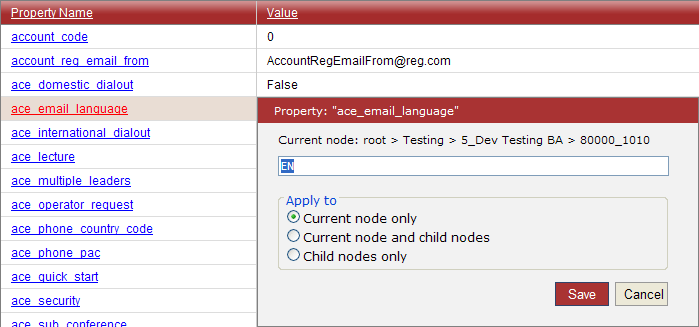 Property Name Value
account_code 0
account_reg_email_from AccountRegEmailFrom@reg.com
ace_domestic_dialout False
ace_email_language
Property: "ace_email_language"
ace_international_dialout
Current node: root > Testing > 5_Dev Testing BA > 80000_1010
ace_lecture
EN
ace_multiple_leaders
Apply to
ace_operator_request
Current node only
ace_phone_country_code
Current node and child nodes
ace_phone_pac
Child nodes only
ace_quick_start
ace_security
Save Cancel
ace_sub_conference